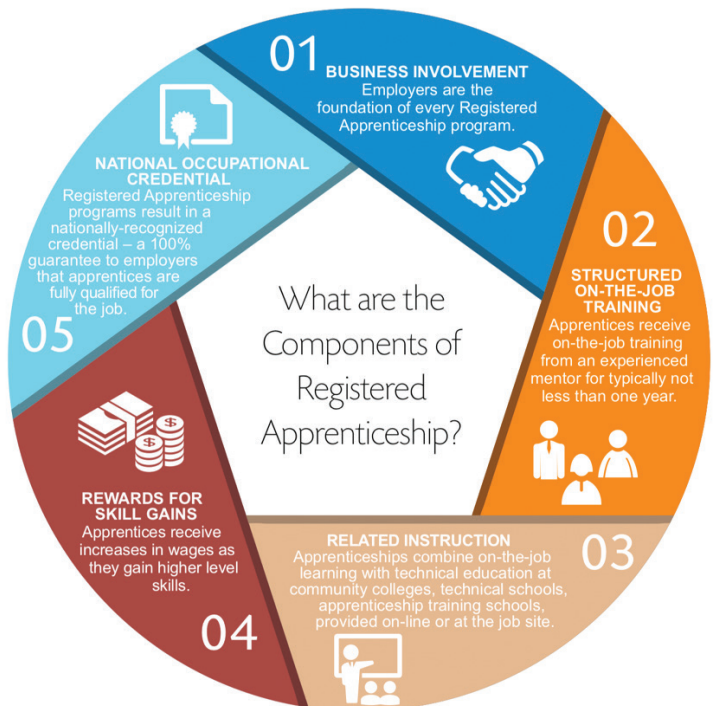 What are the
Components of
Registered
Apprenticeship?
01
BUSINESS INVOLVEMENT
Employers are the
foundation of every Registered
Apprenticeship program.
02
STRUCTURED
ON-THE-JOB
TRAINING
Apprentices receive
on-the-job training
from an experienced
mentor for typically not
less than one year.
03
RELATED INSTRUCTION
Apprenticeships combine on-the-job
learning with technical education at
community colleges, technical schools,
apprenticeship training schools,
provided on-line or at the job site.
04
REWARDS FOR
SKILL GAINS
Apprentices receive
increases in wages as
they gain higher level
skills.
$
$
05
NATIONAL OCCUPATIONAL
CREDENTIAL
Registered Apprenticeship
programs result in a
nationally-recognized
credential – a 100%
guarantee to employers
that apprentices are
fully qualified for
the job.